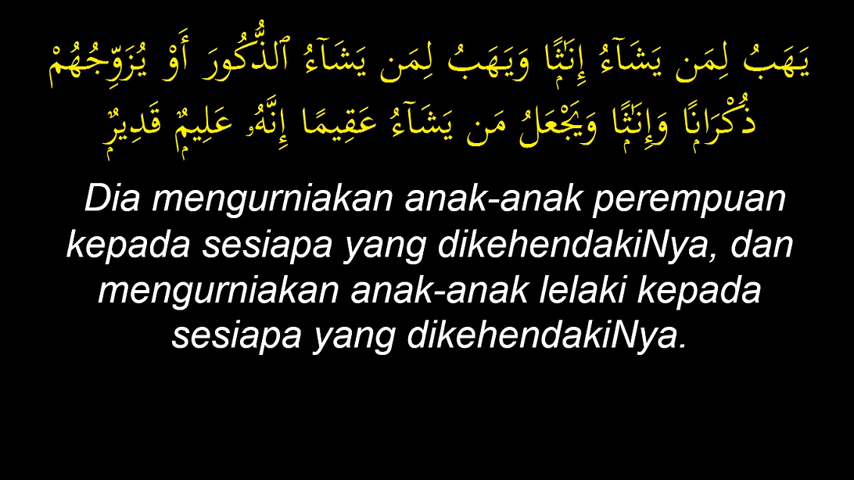 يَهَبُ لِمَن يَشَآءُ إِنَٰثًا وَيَهَبُ لِمَن يَشَآءُ ٱلذُّكُورَ أَوْ يُزَوِّجُهُمْ
ذُكْرَانًا وَإِنَٰثًا وَيَجْعَلُ مَن يَشَآءُ عَقِيمًا إِنَّهُۥ عَلِيمٌ قَدِيرٌ
Dia mengurniakan anak-anak perempuan
kepada sesiapa yang dikehendakiNya, dan
mengurniakan anak-anak lelaki kepada
sesiapa yang dikehendakiNya.